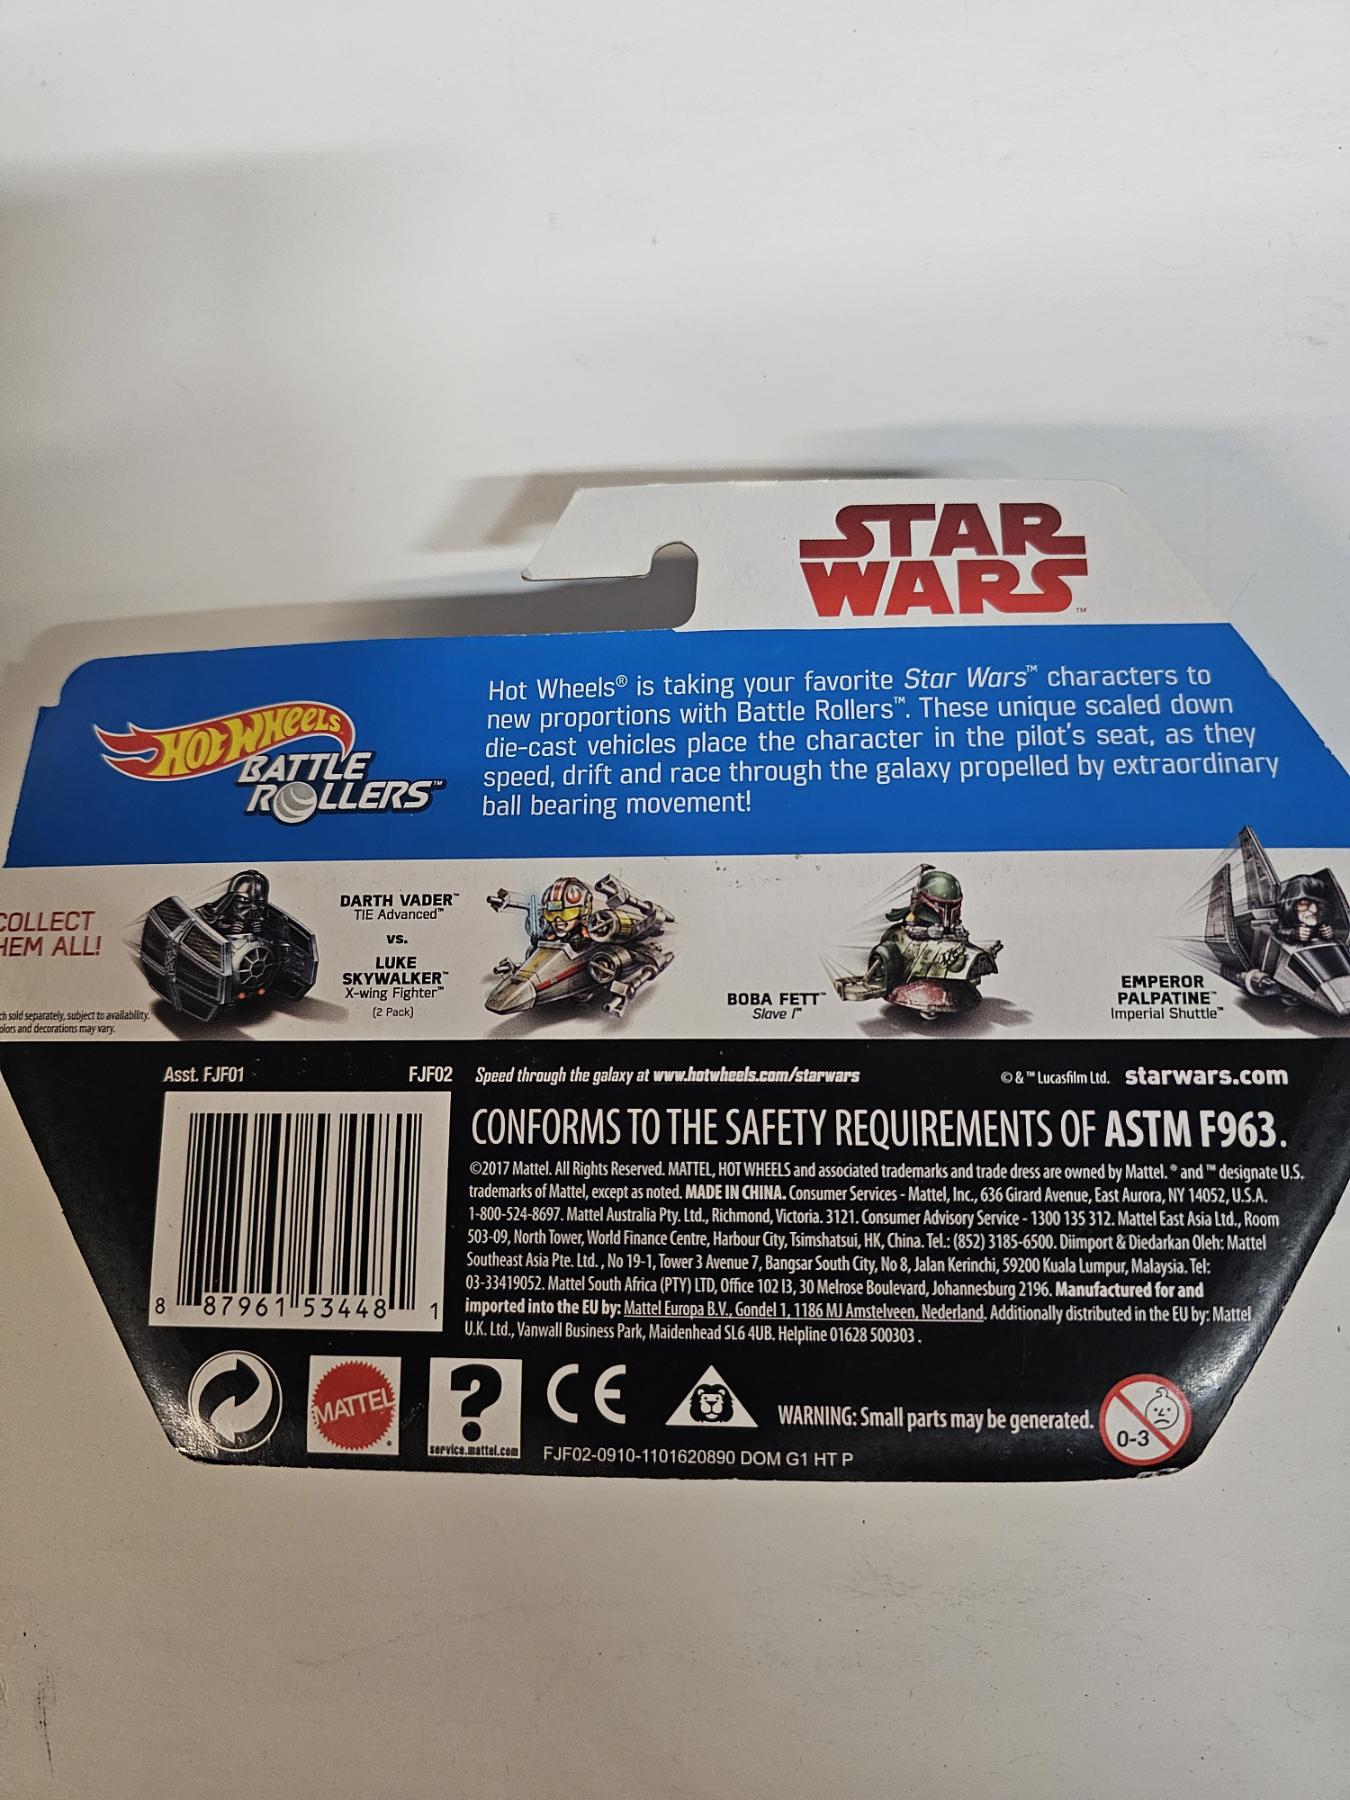 STAR
WARS™
Hot Wheels® is taking your favorite Star Wars™ characters to
new proportions with Battle Rollers™. These unique scaled down
die-cast vehicles place the character in the pilot's seat, as they
speed, drift and race through the galaxy propelled by extraordinary
ball bearing movement!
HOT WHEELS
BATTLE
ROLLERS™
COLLECT
HEM ALL!
DARTH VADER™
TIE Advanced™
vs.
LUKE
SKYWALKER™
X-wing Fighter™
(2 Pack)
BOBA FETT™
Slave I™
EMPEROR
PALPATINE™
Imperial Shuttle™
ch sold separately, subject to availability.
olors and decorations may vary.
Asst. FJF01 FJF02 Speed through the galaxy at www.hotwheels.com/starwars © & ™ Lucasfilm Ltd. starwars.com
CONFORMS TO THE SAFETY REQUIREMENTS OF ASTM F963.
©2017 Mattel. All Rights Reserved. MATTEL, HOT WHEELS and associated trademarks and trade dress are owned by Mattel. ® and ™ designate U.S.
trademarks of Mattel, except as noted. MADE IN CHINA. Consumer Services - Mattel, Inc., 636 Girard Avenue, East Aurora, NY 14052, U.S.A.
1-800-524-8697. Mattel Australia Pty. Ltd., Richmond, Victoria. 3121. Consumer Advisory Service - 1300 135 312. Mattel East Asia Ltd., Room
503-09, North Tower, World Finance Centre, Harbour City, Tsimshatsui, HK, China. Tel.: (852) 3185-6500. Diimport & Diedarkan Oleh: Mattel
Southeast Asia Pte. Ltd. , No 19-1, Tower 3 Avenue 7, Bangsar South City, No 8, Jalan Kerinchi, 59200 Kuala Lumpur, Malaysia. Tel:
03-33419052. Mattel South Africa (PTY) LTD, Office 102 I3, 30 Melrose Boulevard, Johannesburg 2196. Manufactured for and
imported into the EU by: Mattel Europa B.V., Gondel 1, 1186 MJ Amstelveen, Nederland. Additionally distributed in the EU by: Mattel
U.K. Ltd., Vanwall Business Park, Maidenhead SL6 4UB. Helpline 01628 500303 .
8 87961 53448 1
MATTEL®
?
service.mattel.com
CE
WARNING: Small parts may be generated.
0-3
FJF02-0910-1101620890 DOM G1 HT P